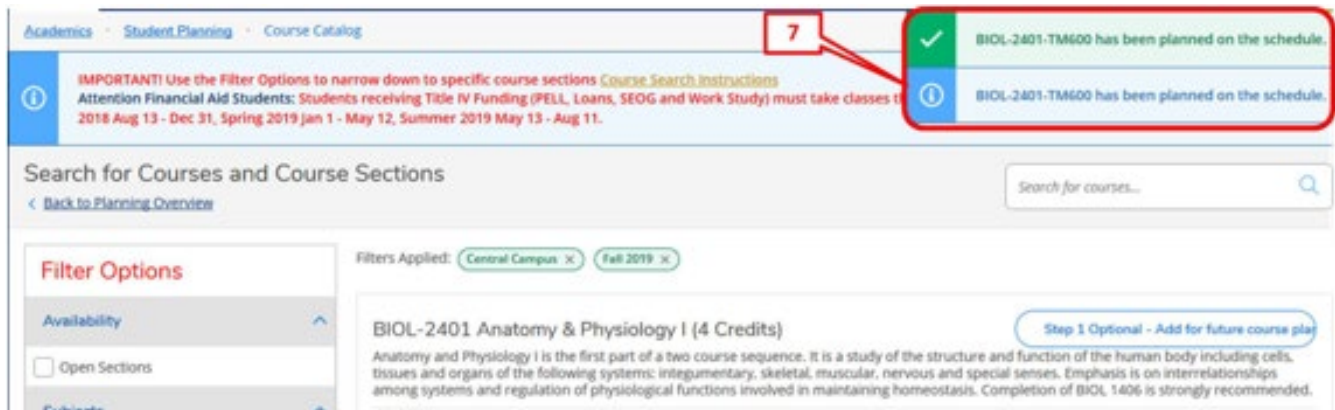 Academics · Student Planning · Course Catalog
7
BIOL-2401-TM600 has been planned on the schedule.
IMPORTANT! Use the Filter Options to narrow down to specific course sections Course Search Instructions
Attention Financial Aid Students: Students receiving Title IV Funding (PELL, Loans, SEOG and Work Study) must take classes t
BIOL-2401-TM600 has been planned on the schedule.
2018 Aug 13 - Dec 31, Spring 2019 Jan 1 - May 12, Summer 2019 May 13 - Aug 11.
Search for Courses and Course Sections
Search for courses...
< Back to Planning Overview
Filter Options
Filters Applied: Central Campus × Fall 2019 ×
Availability
BIOL-2401 Anatomy & Physiology I (4 Credits)
Step 1 Optional - Add for future course plan
Open Sections
Anatomy and Physiology I is the first part of a two course sequence. It is a study of the structure and function of the human body including cells,
tissues and organs of the following systems: integumentary, skeletal, muscular, nervous and special senses. Emphasis is on interrelationships
among systems and regulation of physiological functions involved in maintaining homeostasis. Completion of BIOL 1406 is strongly recommended.
Subjects